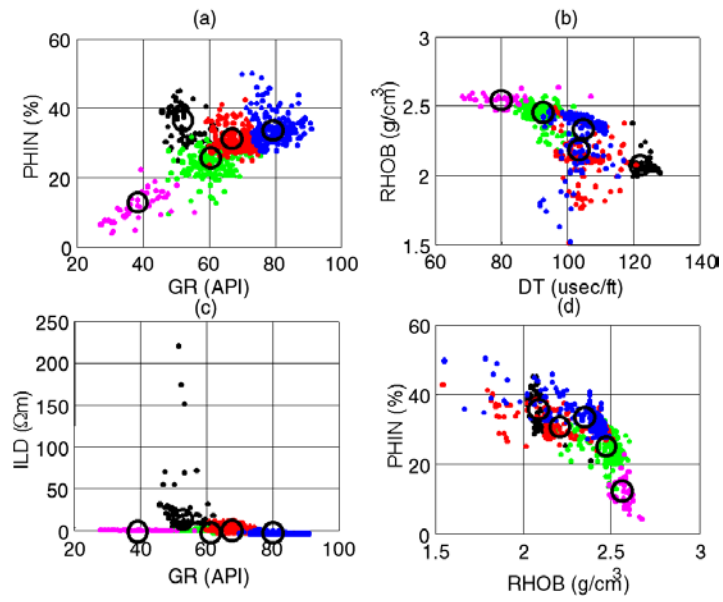 (a)
60
40
20
0
PHIN (%)
20 40 60 80 100
GR (API)
(b)
3
2.5
2
1.5
RHOB (g/cm3)
60 80 100 120 140
DT (usec/ft)
(c)
250
200
150
100
50
0
ILD (Ωm)
20 40 60 80 100
GR (API)
(d)
60
40
20
0
PHIN (%)
1.5 2 2.5 3
RHOB (g/cm3)